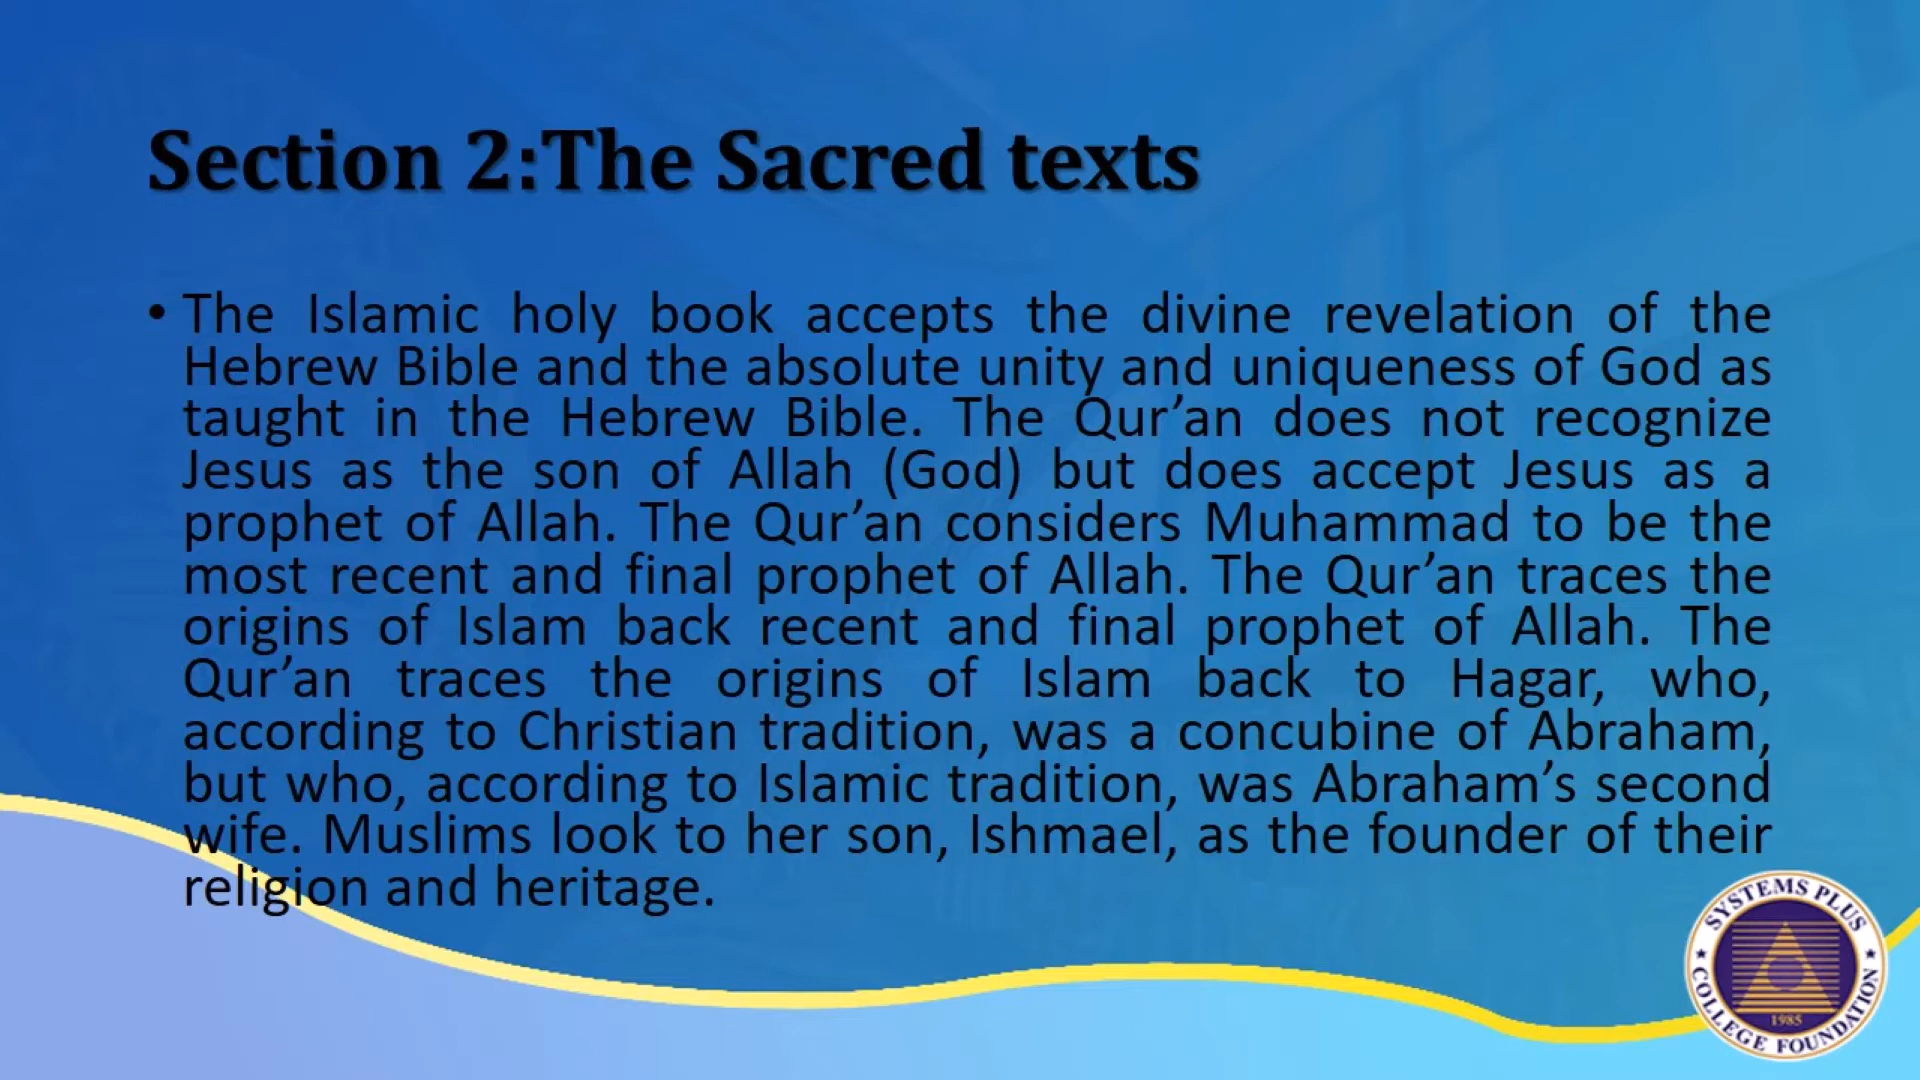 Section 2:The Sacred texts
• The Islamic holy book accepts the divine revelation of the
Hebrew Bible and the absolute unity and uniqueness of God as
taught in the Hebrew Bible. The Qur’an does not recognize
Jesus as the son of Allah (God) but does accept Jesus as a
prophet of Allah. The Qur’an considers Muhammad to be the
most recent and final prophet of Allah. The Qur’an traces the
origins of Islam back recent and final prophet of Allah. The
Qur’an traces the origins of Islam back to Hagar, who,
according to Christian tradition, was a concubine of Abraham,
but who, according to Islamic tradition, was Abraham’s second
wife. Muslims look to her son, Ishmael, as the founder of their
religion and heritage.
SYSTEMS PLUS
COLLEGE FOUNDATION
1985